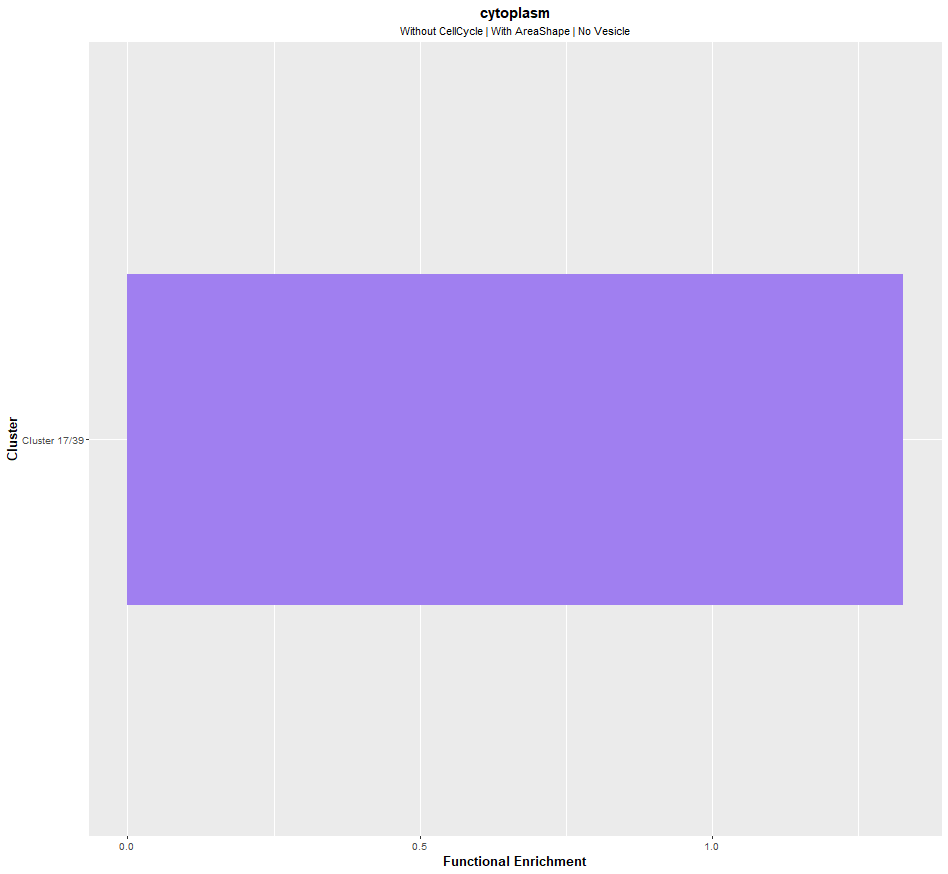 cytoplasm
Without CellCycle | With AreaShape | No Vesicle
Cluster
Cluster 17/39
0.0 0.5 1.0
Functional Enrichment